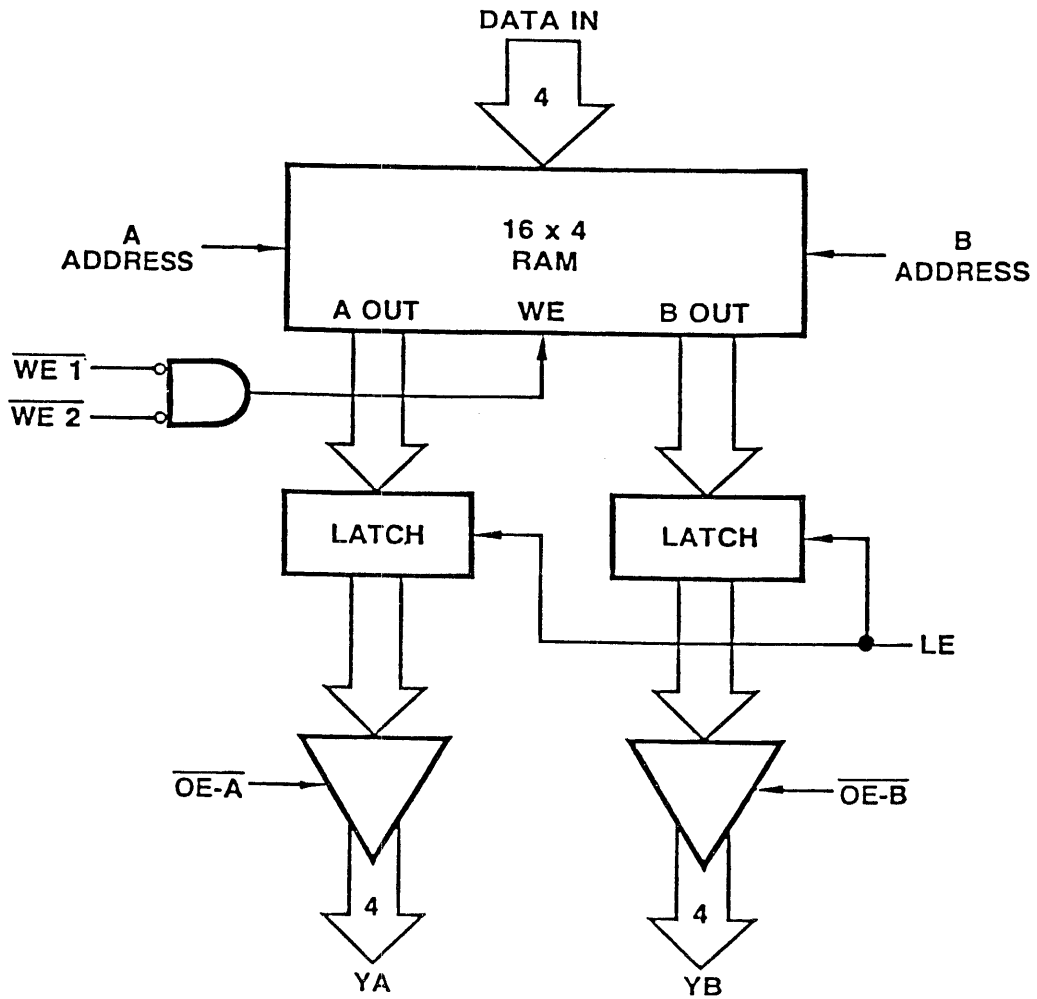 DATA IN
4
16 x 4
RAM
A
ADDRESS
B
ADDRESS
A OUT
WE
B OUT
WE 1
WE 2
LATCH
LATCH
LE
OE-A
OE-B
4
4
YA
YB